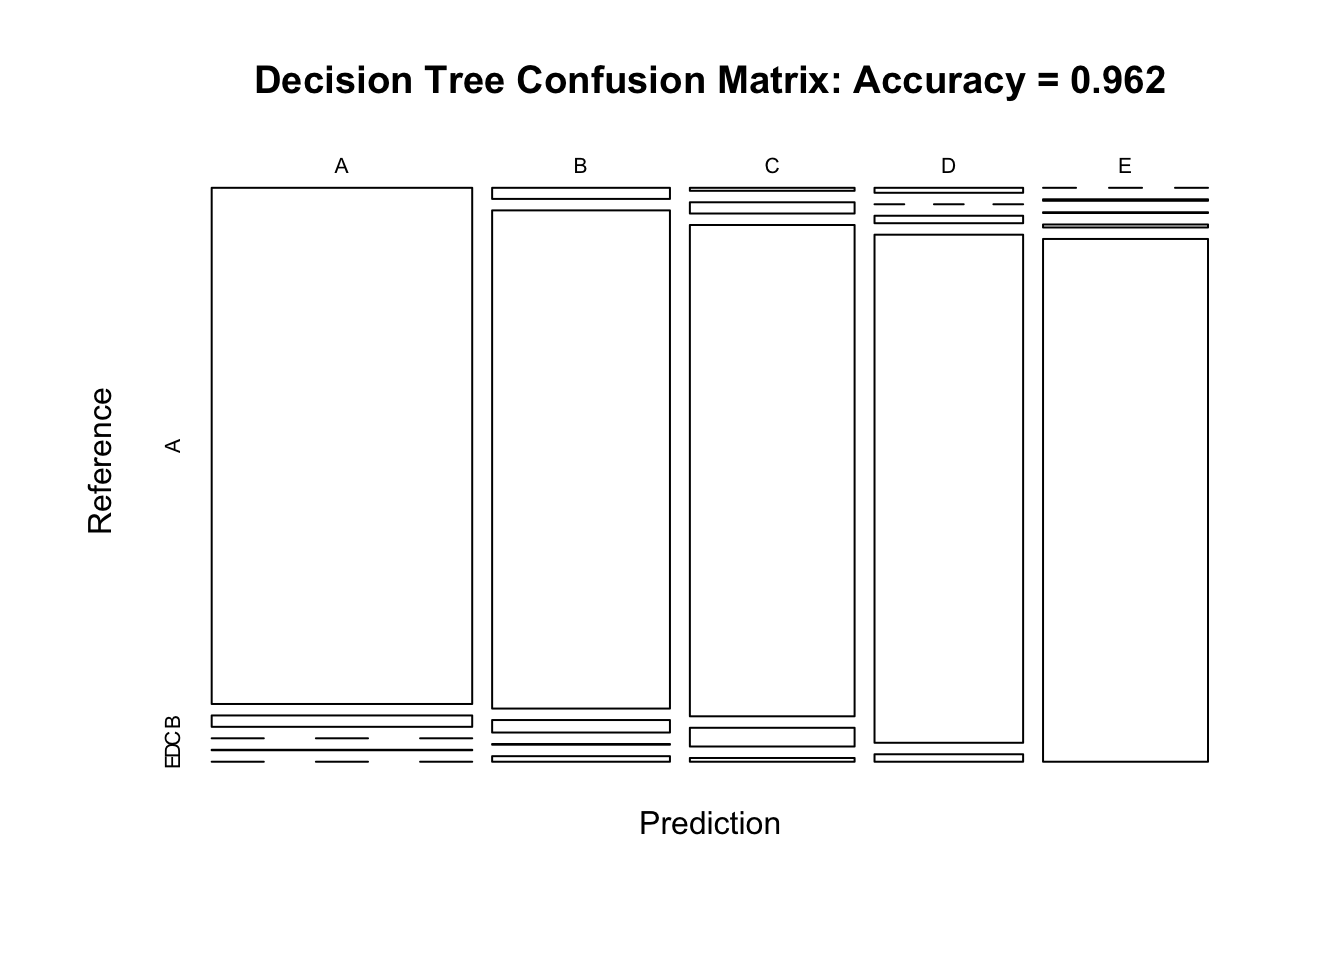 Decision Tree Confusion Matrix: Accuracy = 0.962
A B C D E
Reference
A
B
C
D
E
Prediction